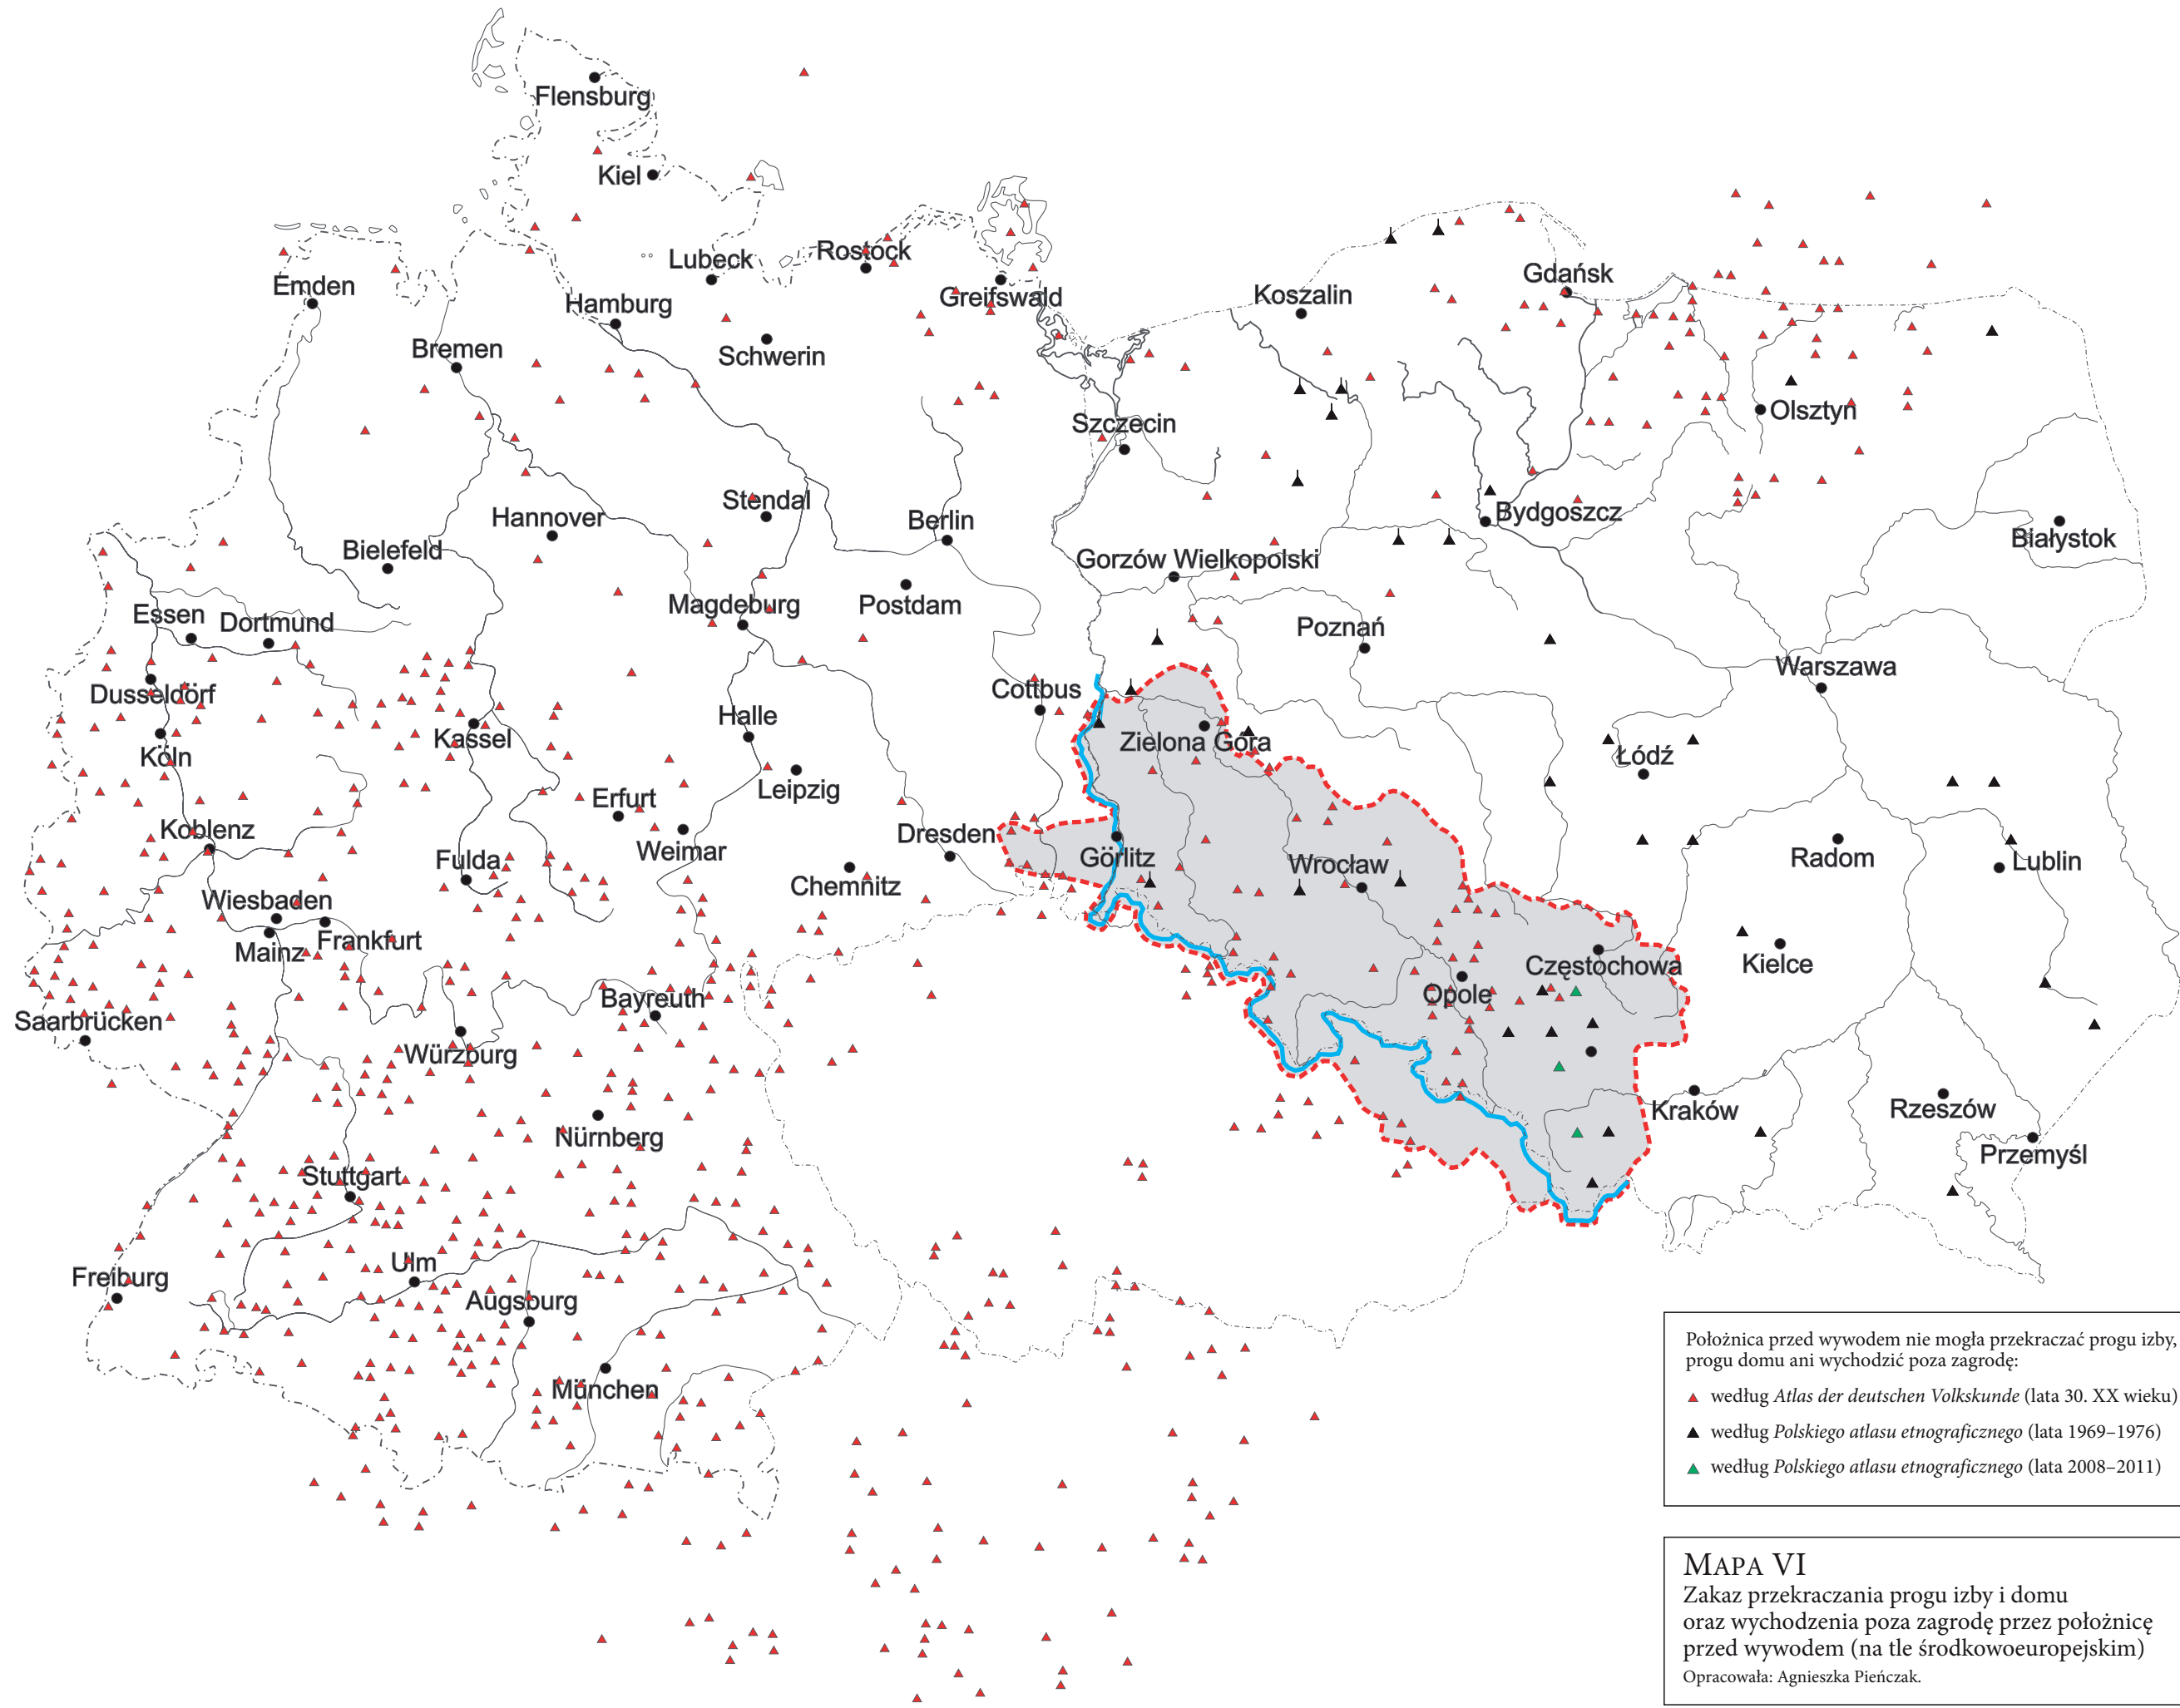 Flensburg
Kiel
Lubeck
Rostock
Greifswald
Emden
Hamburg
Bremen
Schwerin
Koszalin
Gdańsk
Szczecin
Olsztyn
Stendal
Hannover
Berlin
Bydgoszcz
Białystok
Bielefeld
Gorzów Wielkopolski
Essen
Dortmund
Magdeburg
Postdam
Poznań
Warszawa
Dusseldörf
Cottbus
Halle
Kassel
Zielona Góra
Łódź
Köln
Leipzig
Erfurt
Koblenz
Weimar
Dresden
Görlitz
Wrocław
Radom
Lublin
Fulda
Chemnitz
Wiesbaden
Mainz
Frankfurt
Częstochowa
Kielce
Opole
Bayreuth
Saarbrücken
Würzburg
Kraków
Rzeszów
Nürnberg
Przemyśl
Stuttgart
Ulm
Freiburg
Augsburg
München
Położnica przed wywodem nie mogła przekraczać progu izby,
progu domu ani wychodzić poza zagrodę:
według Atlas der deutschen Volkskunde (lata 30. XX wieku)
według Polskiego atlasu etnograficznego (lata 1969–1976)
według Polskiego atlasu etnograficznego (lata 2008–2011)
MAPA VI
Zakaz przekraczania progu izby i domu
oraz wychodzenia poza zagrodę przez położnicę
przed wywodem (na tle środkowoeuropejskim)
Opracowała: Agnieszka Pieńczak.